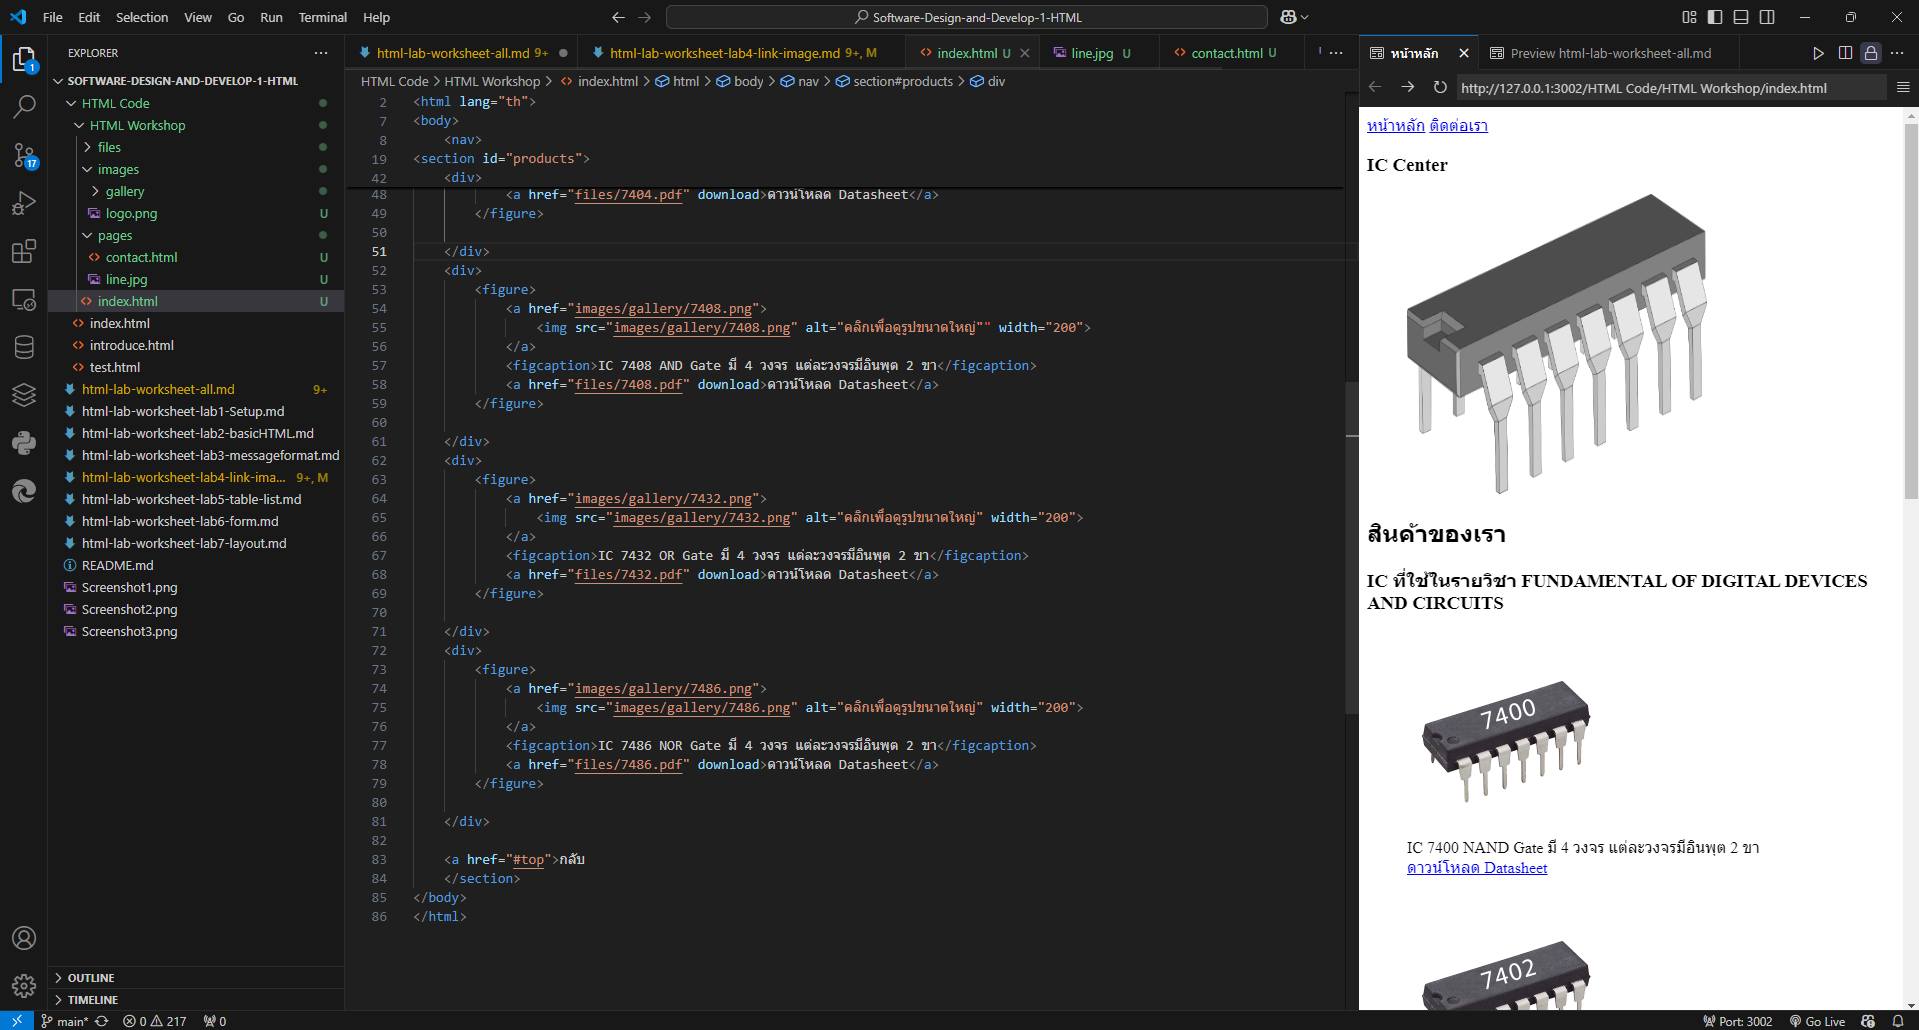 File Edit Selection View Go Run Terminal Help
Software-Design-and-Develop-1-HTML
EXPLORER
SOFTWARE-DESIGN-AND-DEVELOP-1-HTML
HTML Code
HTML Workshop
files
images
gallery
logo.png U
pages
contact.html U
line.jpg U
index.html U
index.html
introduce.html
test.html
html-lab-worksheet-all.md 9+
html-lab-worksheet-lab1-Setup.md
html-lab-worksheet-lab2-basicHTML.md
html-lab-worksheet-lab3-messageformat.md
html-lab-worksheet-lab4-link-ima... 9+, M
html-lab-worksheet-lab5-table-list.md
html-lab-worksheet-lab6-form.md
html-lab-worksheet-lab7-layout.md
README.md
Screenshot1.png
Screenshot2.png
Screenshot3.png
OUTLINE
TIMELINE
1
17
html-lab-worksheet-all.md 9+ html-lab-worksheet-lab4-link-image.md 9+, M index.html U line.jpg U contact.html U
HTML Code > HTML Workshop > index.html > html > body > nav > section#products > div
2 <html lang="th">
7 <body>
8 <nav>
19 <section id="products">
42 <div>
48 <a href="files/7404.pdf" download>ดาวน์โหลด Datasheet</a>
49 </figure>
50
51 </div>
52 <div>
53 <figure>
54 <a href="images/gallery/7408.png">
55 <img src="images/gallery/7408.png" alt="คลิกเพื่อดูรูปขนาดใหญ่"" width="200">
56 </a>
57 <figcaption>IC 7408 AND Gate มี 4 วงจร แต่ละวงจรมีอินพุต 2 ขา</figcaption>
58 <a href="files/7408.pdf" download>ดาวน์โหลด Datasheet</a>
59 </figure>
60
61 </div>
62 <div>
63 <figure>
64 <a href="images/gallery/7432.png">
65 <img src="images/gallery/7432.png" alt="คลิกเพื่อดูรูปขนาดใหญ่" width="200">
66 </a>
67 <figcaption>IC 7432 OR Gate มี 4 วงจร แต่ละวงจรมีอินพุต 2 ขา</figcaption>
68 <a href="files/7432.pdf" download>ดาวน์โหลด Datasheet</a>
69 </figure>
70
71 </div>
72 <div>
73 <figure>
74 <a href="images/gallery/7486.png">
75 <img src="images/gallery/7486.png" alt="คลิกเพื่อดูรูปขนาดใหญ่" width="200">
76 </a>
77 <figcaption>IC 7486 NOR Gate มี 4 วงจร แต่ละวงจรมีอินพุต 2 ขา</figcaption>
78 <a href="files/7486.pdf" download>ดาวน์โหลด Datasheet</a>
79 </figure>
80
81 </div>
82
83 <a href="#top">กลับ
84 </section>
85 </body>
86 </html>
หน้าหลัก Preview html-lab-worksheet-all.md
http://127.0.0.1:3002/HTML Code/HTML Workshop/index.html
หน้าหลัก ติดต่อเรา
IC Center
สินค้าของเรา
IC ที่ใช้ในรายวิชา FUNDAMENTAL OF DIGITAL DEVICES
AND CIRCUITS
7400
IC 7400 NAND Gate มี 4 วงจร แต่ละวงจรมีอินพุต 2 ขา
ดาวน์โหลด Datasheet
7402
main* 0 217 0 Port: 3002 Go Live